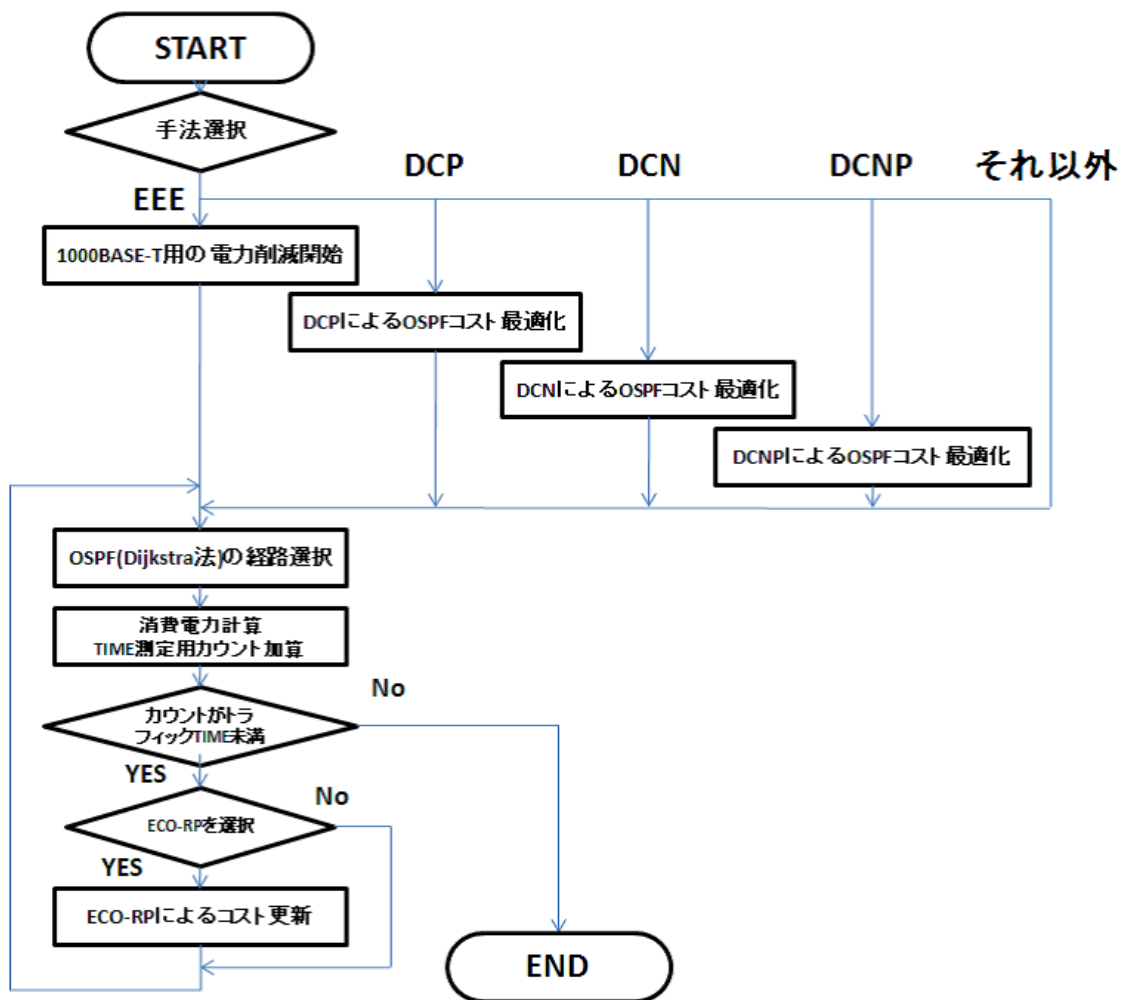 START
手法選択
EEE
DCP
DCN
DCNP
それ以外
1000BASE-T用の電力削減開始
DCPによるOSPFコスト最適化
DCNによるOSPFコスト最適化
DCNPによるOSPFコスト最適化
OSPF(Dijkstra法)の経路選択
消費電力計算
TIME測定用カウント加算
カウントがトラ
フィックTIME未満
No
YES
ECO-RPを選択
No
YES
ECO-RPによるコスト更新
END